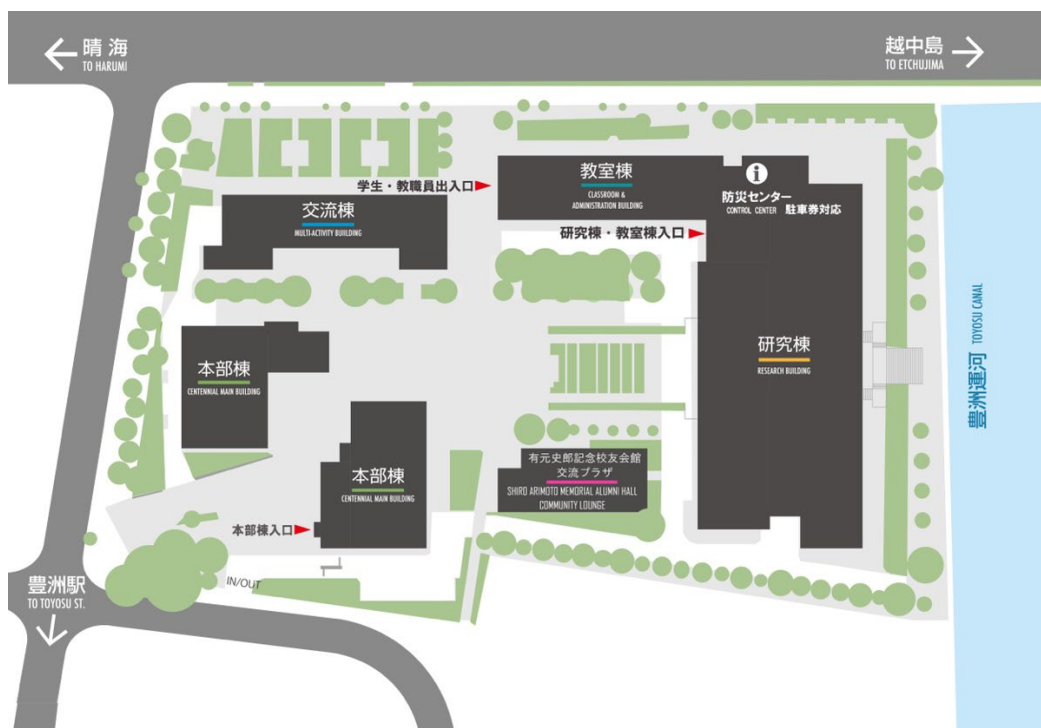 晴海
TO HARUMI
越中島
TO ETCHUJIMA
学生・教職員出入口
教室棟
CLASSROOM &
ADMINISTRATION BUILDING
防災センター
CONTROL CENTER 駐車券対応
交流棟
MULTI-ACTIVITY BUILDING
研究棟・教室棟入口
本部棟
CENTENNIAL MAIN BUILDING
研究棟
RESEARCH BUILDING
豊洲運河 TOYOSU CANAL
本部棟
CENTENNIAL MAIN BUILDING
有元史郎記念校友会館
交流プラザ
SHIRO ARIMOTO MEMORIAL ALUMNI HALL
COMMUNITY LOUNGE
本部棟入口
IN/OUT
豊洲駅
TO TOYOSU ST.